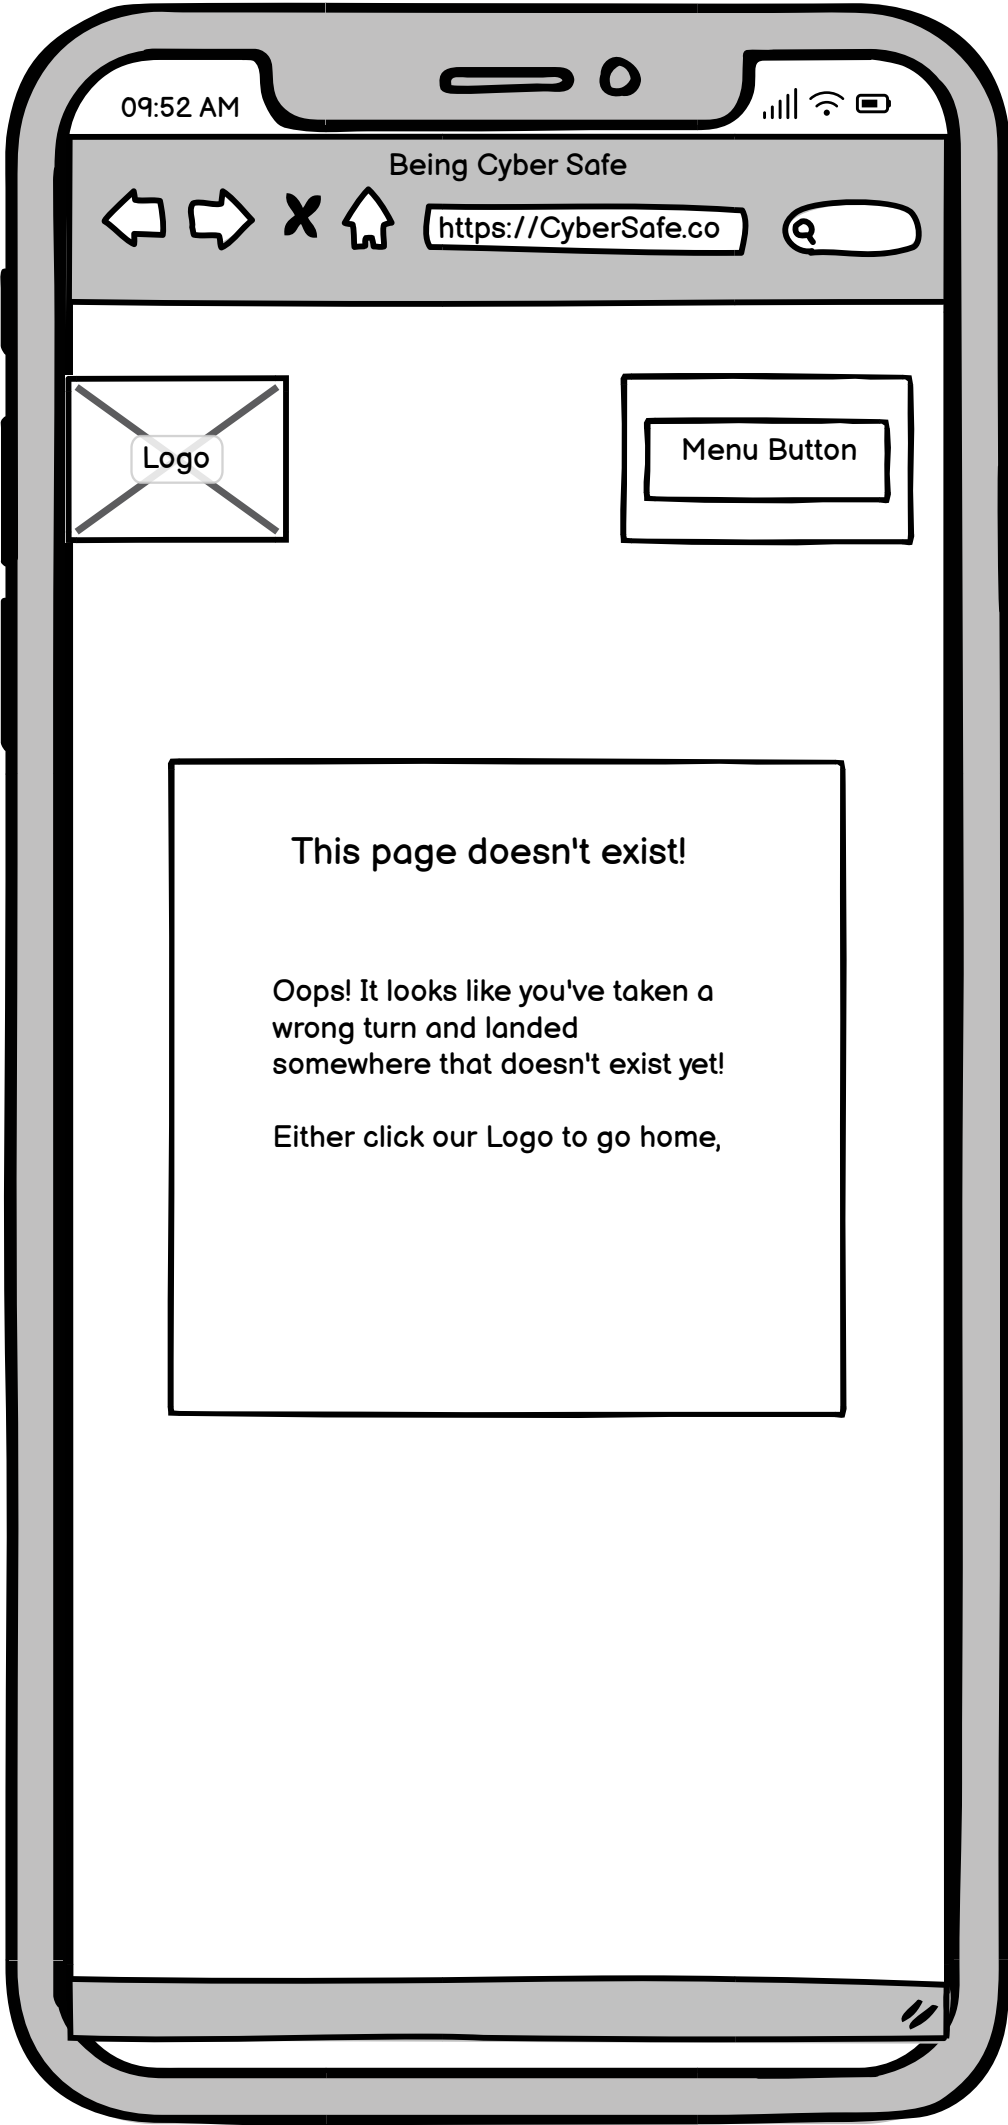 09:52 AM
Being Cyber Safe
https://CyberSafe.co
Logo
Menu Button
This page doesn't exist!
Oops! It looks like you've taken a
wrong turn and landed
somewhere that doesn't exist yet!
Either click our Logo to go home,